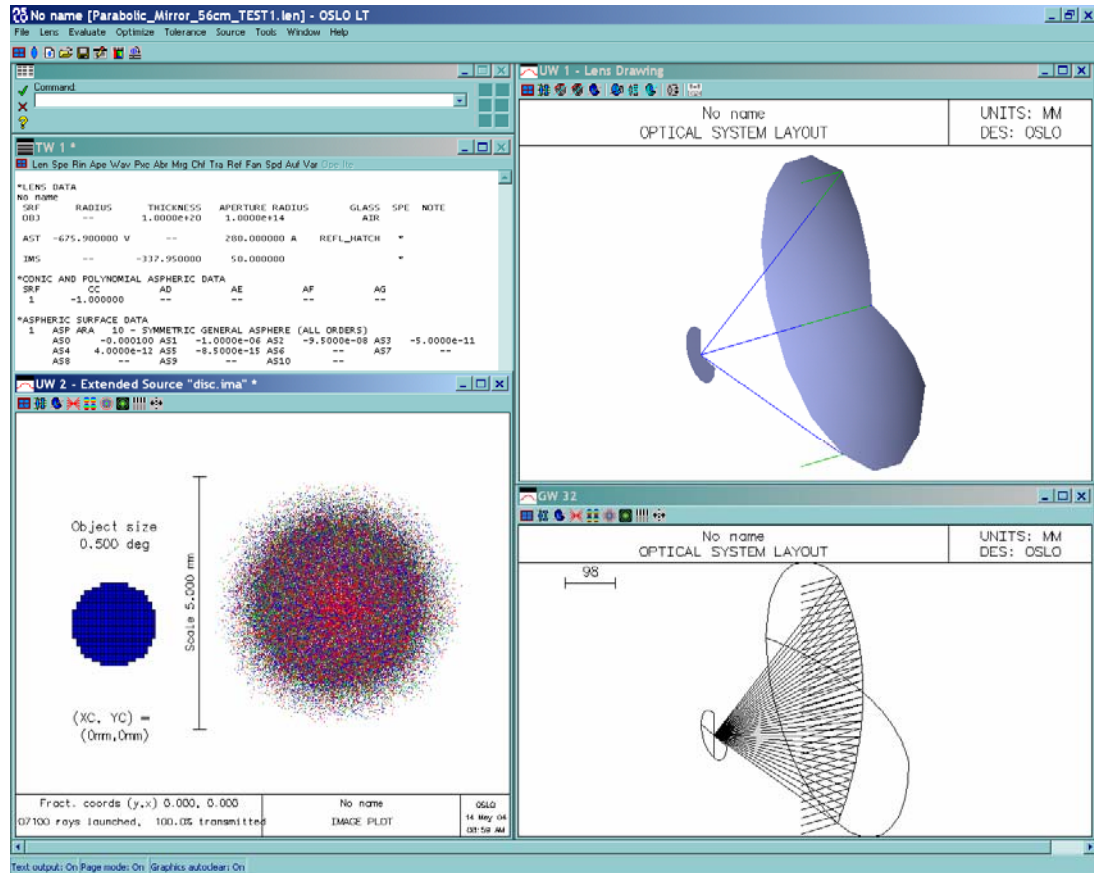 No name [Parabolic_Mirror_56cm_TEST1.len] - OSLO LT
File Lens Evaluate Optimize Tolerance Source Tools Window Help
Command:
TW 1 *
Len Spe Rin Ape Wav Pxc Abr Mrg Chf Tra Ref Fan Spd Auf Var Ope Ite
*LENS DATA
No name
SRF RADIUS THICKNESS APERTURE RADIUS GLASS SPE NOTE
OBJ -- 1.0000e+20 1.0000e+14 AIR
AST -675.900000 V -- 280.000000 A REFL_HATCH *
IMS -- -337.950000 50.000000 *
*CONIC AND POLYNOMIAL ASPHERIC DATA
SRF CC AD AE AF AG
1 -1.000000 -- -- -- --
*ASPHERIC SURFACE DATA
1 ASP ARA 10 - SYMMETRIC GENERAL ASPHERE (ALL ORDERS)
AS0 -0.000100 AS1 -1.0000e-06 AS2 -9.5000e-08 AS3 -5.0000e-11
AS4 4.0000e-12 AS5 -8.5000e-15 AS6 -- AS7 --
AS8 -- AS9 -- AS10 --
UW 2 - Extended Source "disc.ima" *
Object size
0.500 deg
Scale 5.000 mm
(XC, YC) =
(0mm,0mm)
Fract. coords (y,x) 0.000, 0.000
07100 rays launched, 100.0% transmitted
No name
IMAGE PLOT
OSLO
14 May 04
08:59 AM
UW 1 - Lens Drawing
No name
OPTICAL SYSTEM LAYOUT
UNITS: MM
DES: OSLO
GW 32
No name
OPTICAL SYSTEM LAYOUT
UNITS: MM
DES: OSLO
98
Text output: On Page mode: On Graphics autoclear: On